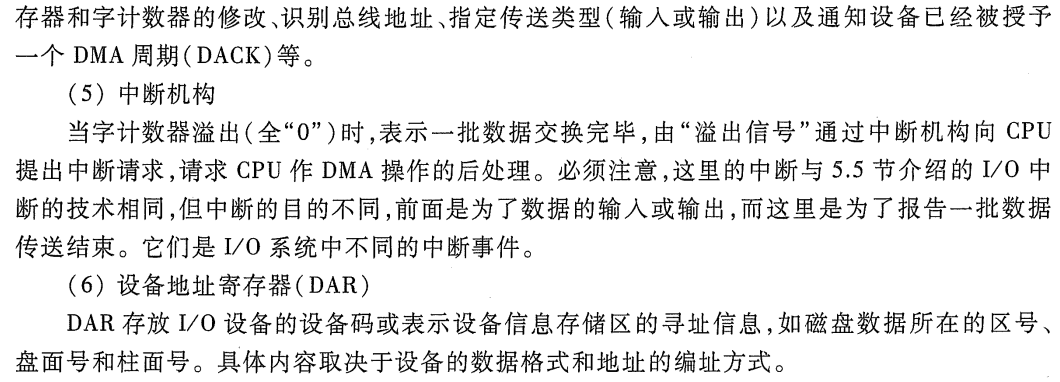 存器和字计数器的修改、识别总线地址、指定传送类型(输入或输出)以及通知设备已经被授予
一个 DMA 周期(DACK)等。
(5) 中断机构
当字计数器溢出(全“0”)时,表示一批数据交换完毕,由“溢出信号”通过中断机构向 CPU
提出中断请求,请求 CPU 作 DMA 操作的后处理。必须注意,这里的中断与 5.5 节介绍的 I/O 中
断的技术相同,但中断的目的不同,前面是为了数据的输入或输出,而这里是为了报告一批数据
传送结束。它们是 I/O 系统中不同的中断事件。
(6) 设备地址寄存器(DAR)
DAR 存放 I/O 设备的设备码或表示设备信息存储区的寻址信息,如磁盘数据所在的区号、
盘面号和柱面号。具体内容取决于设备的数据格式和地址的编址方式。